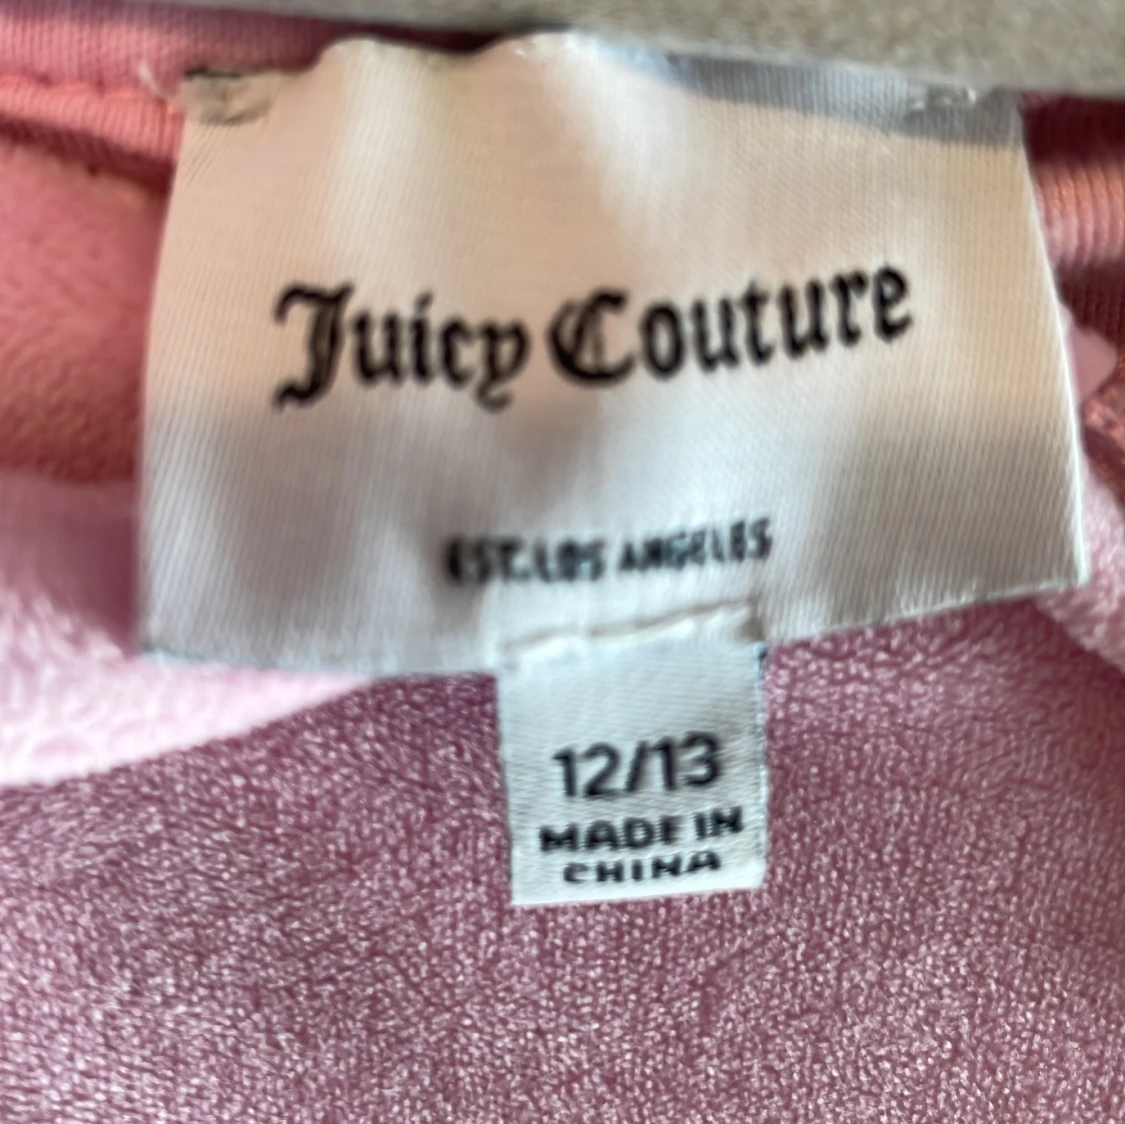 Juicy Couture
EST. LOS ANGELES
12/13
MADE IN
CHINA